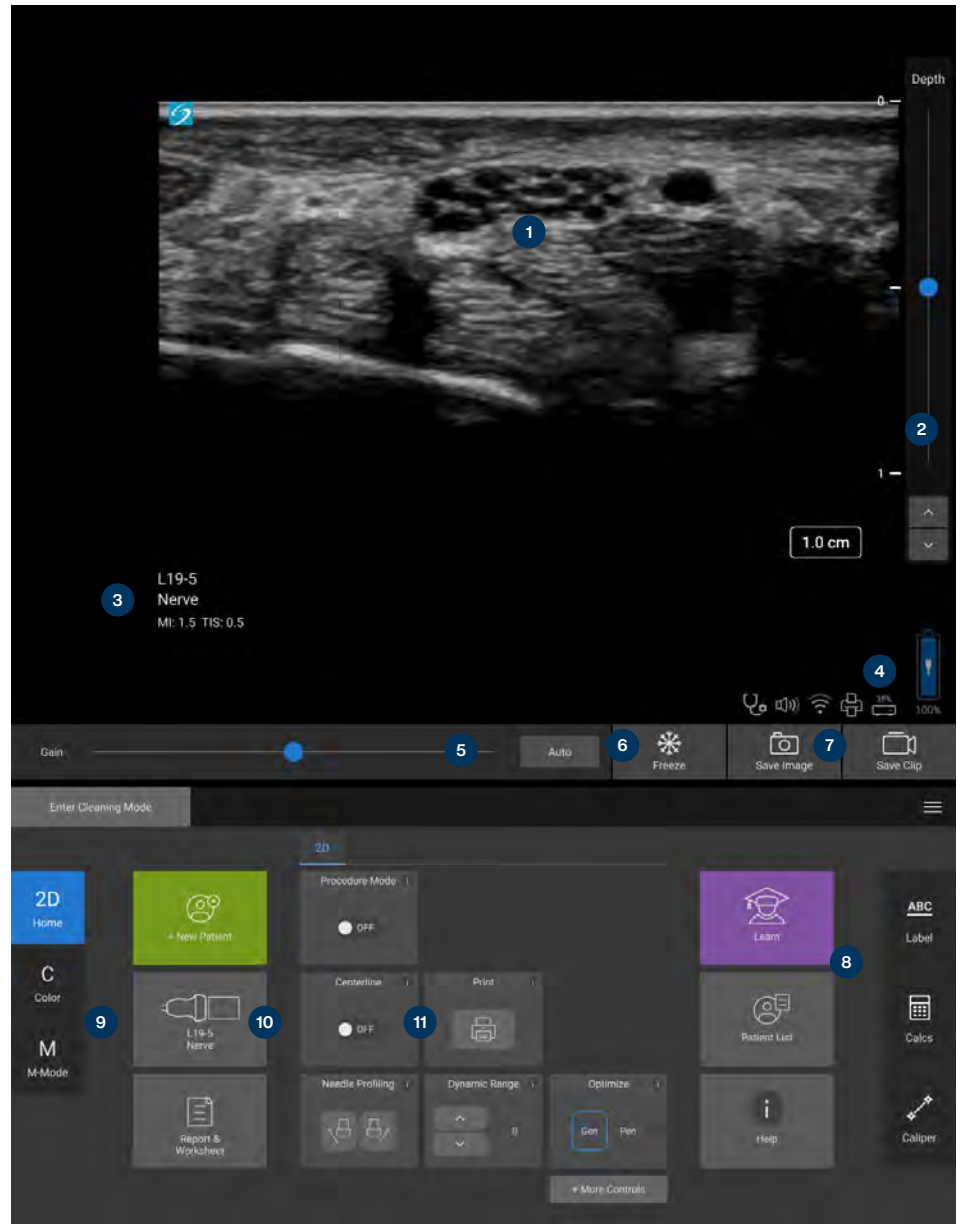 Depth
0
1
2
1
1.0 cm
L19-5
3
Nerve
MI: 1.5 TIS: 0.5
4
38%
100%
Gain
5
Auto
6
Freeze
Save Image
7
Save Clip
Enter Cleaning Mode
2D
2D
Home
C
Color
9
M
M-Mode
+ New Patient
L19-5
Nerve
10
Report &
Worksheet
Procedure Mode i
OFF
Centerline i
OFF
11
Print i
Needle Profiling i
Dynamic Range i
0
Optimize i
Gen Pen
+ More Controls
Learn
8
Patient List
i
Help
ABC
Label
Calcs
Caliper